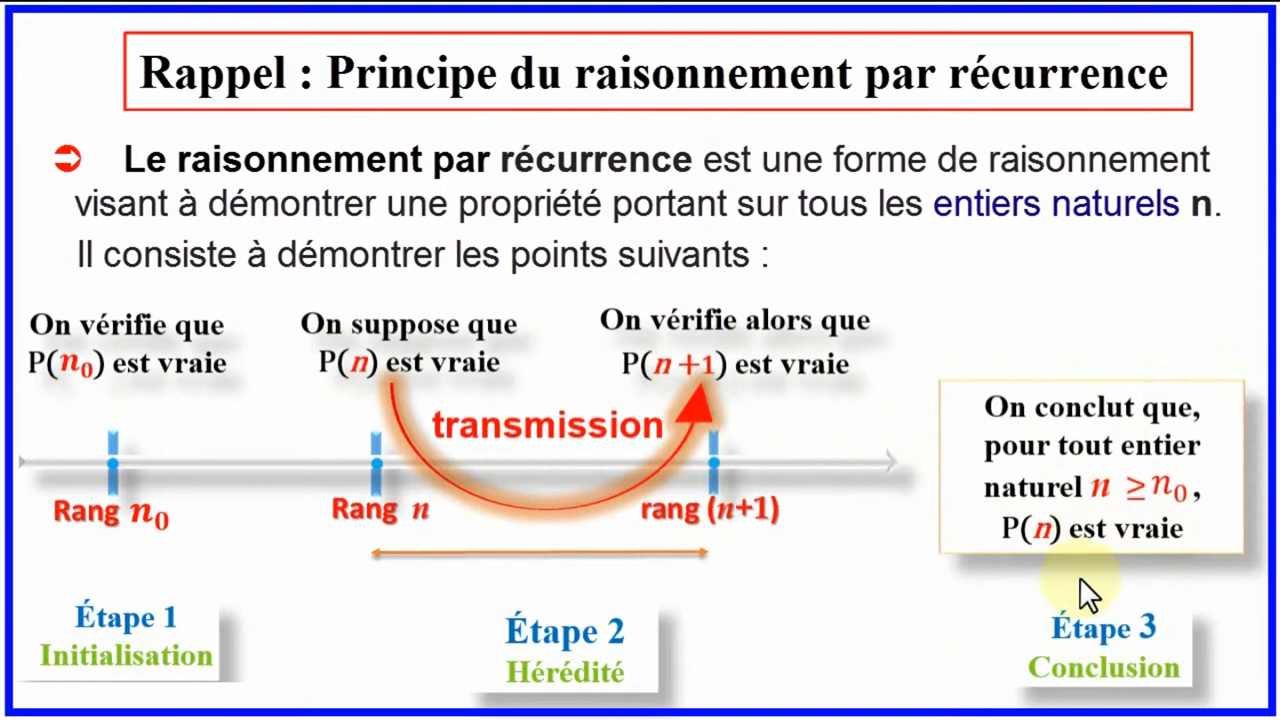 Rappel : Principe du raisonnement par récurrence
➲ Le raisonnement par récurrence est une forme de raisonnement
visant à démontrer une propriété portant sur tous les entiers naturels n.
Il consiste à démontrer les points suivants :
On vérifie que
P(n₀) est vraie
On suppose que
P(n) est vraie
On vérifie alors que
P(n+1) est vraie
transmission
Rang n₀
Rang n
rang (n+1)
On conclut que,
pour tout entier
naturel n ≥ n₀ ,
P(n) est vraie
Étape 1
Initialisation
Étape 2
Hérédité
Étape 3
Conclusion